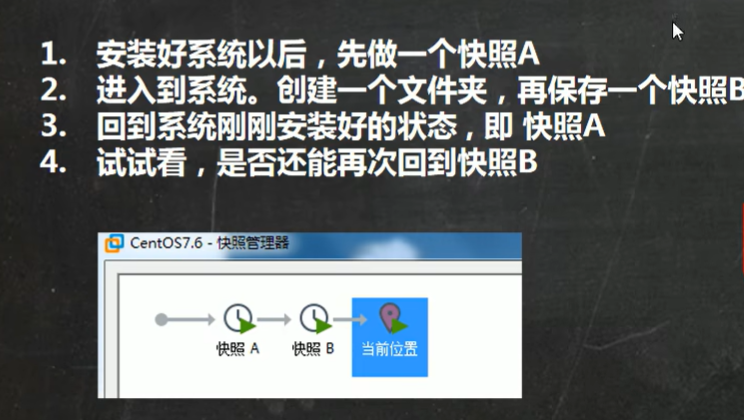 1. 安装好系统以后，先做一个快照A
2. 进入到系统。创建一个文件夹，再保存一个快照B
3. 回到系统刚刚安装好的状态，即 快照A
4. 试试看，是否还能再次回到快照B
CentOS7.6 - 快照管理器
快照 A 快照 B 当前位置